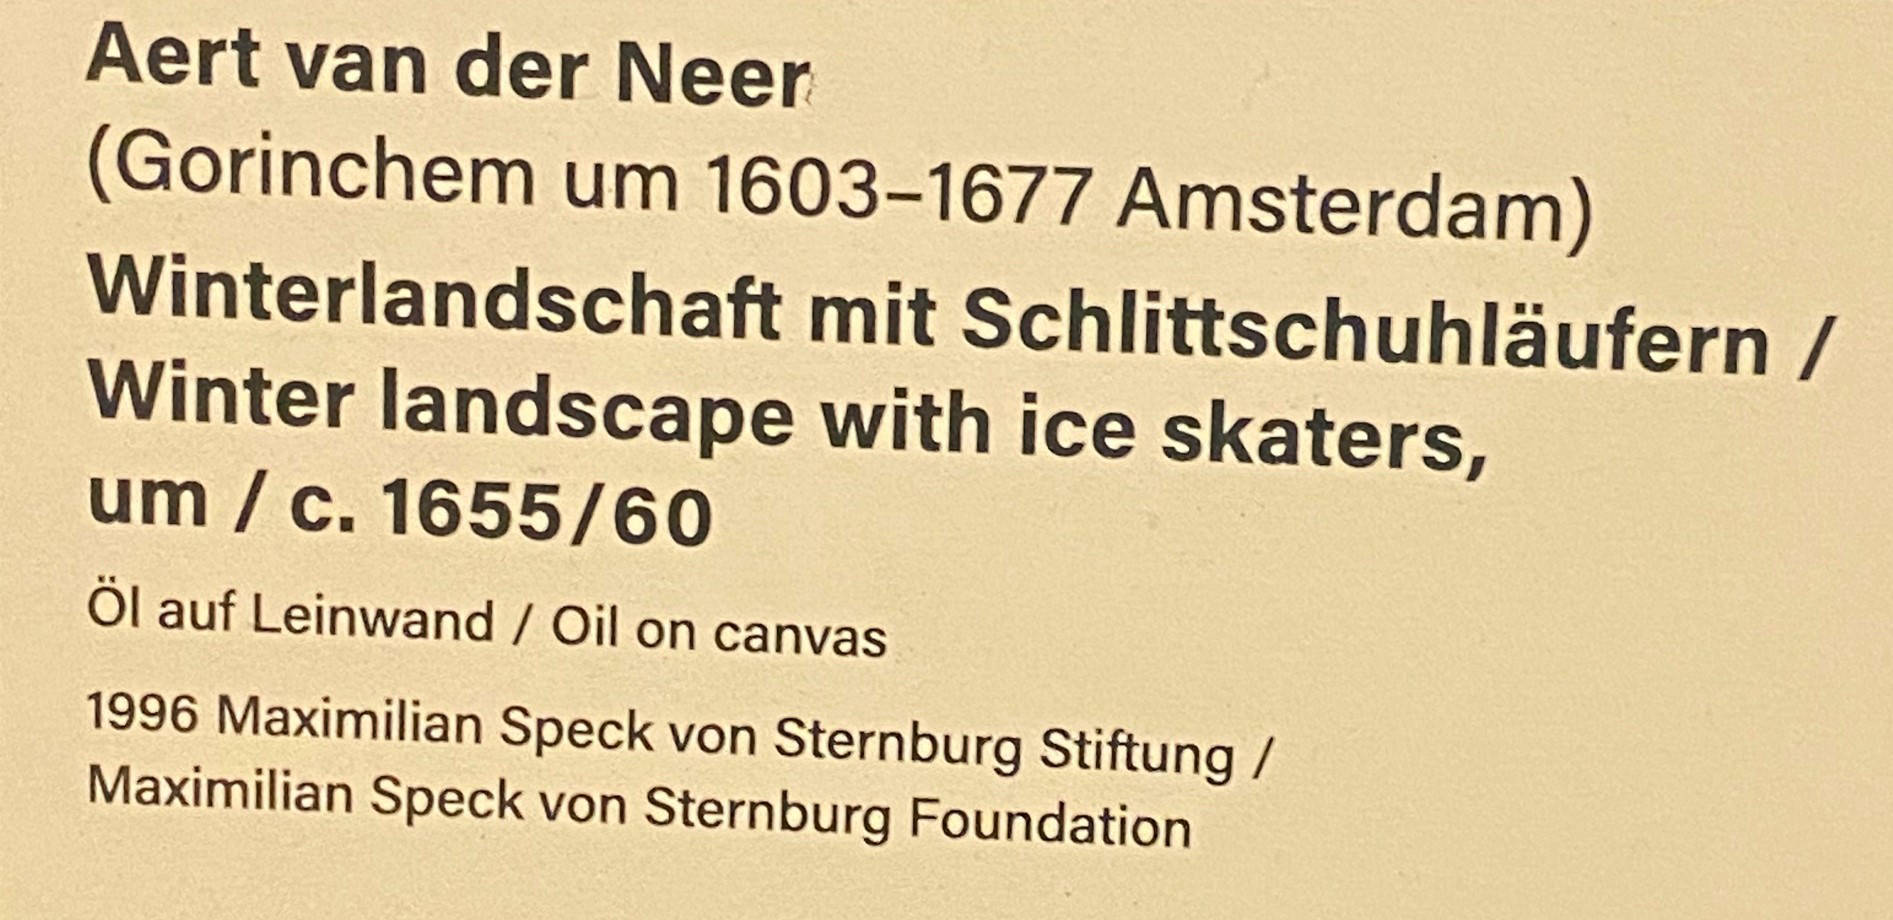 Aert van der Neer
(Gorinchem um 1603–1677 Amsterdam)
Winterlandschaft mit Schlittschuhläufern /
Winter landscape with ice skaters,
um / c. 1655/60
Öl auf Leinwand / Oil on canvas
1996 Maximilian Speck von Sternburg Stiftung /
Maximilian Speck von Sternburg Foundation